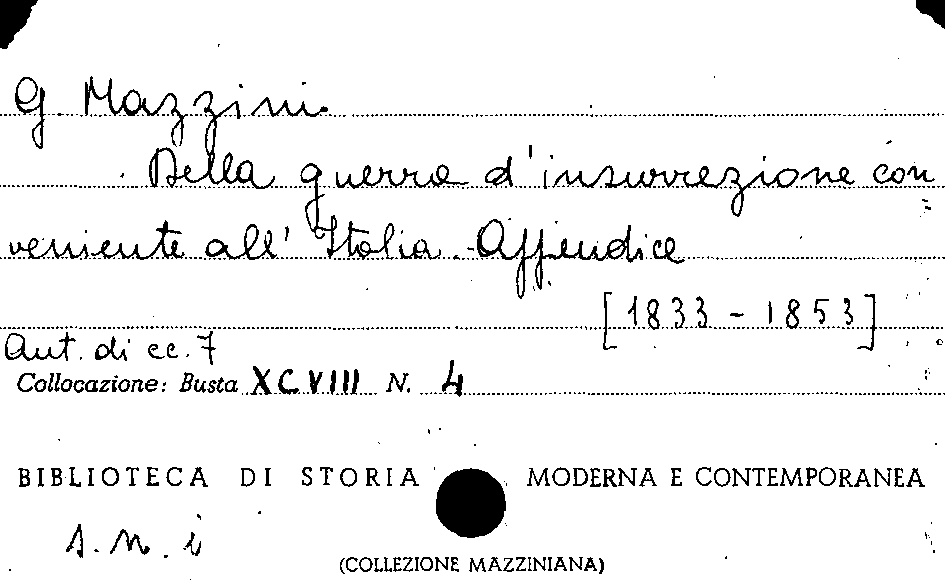 G. Mazzini
Della guerra d'insurrezione con
veniente all'Italia. Appendice
[1833 - 1853]
Aut. di cc. 7
Collocazione: Busta XCVIII N. 4
BIBLIOTECA DI STORIA MODERNA E CONTEMPORANEA
s. n. i
(COLLEZIONE MAZZINIANA)